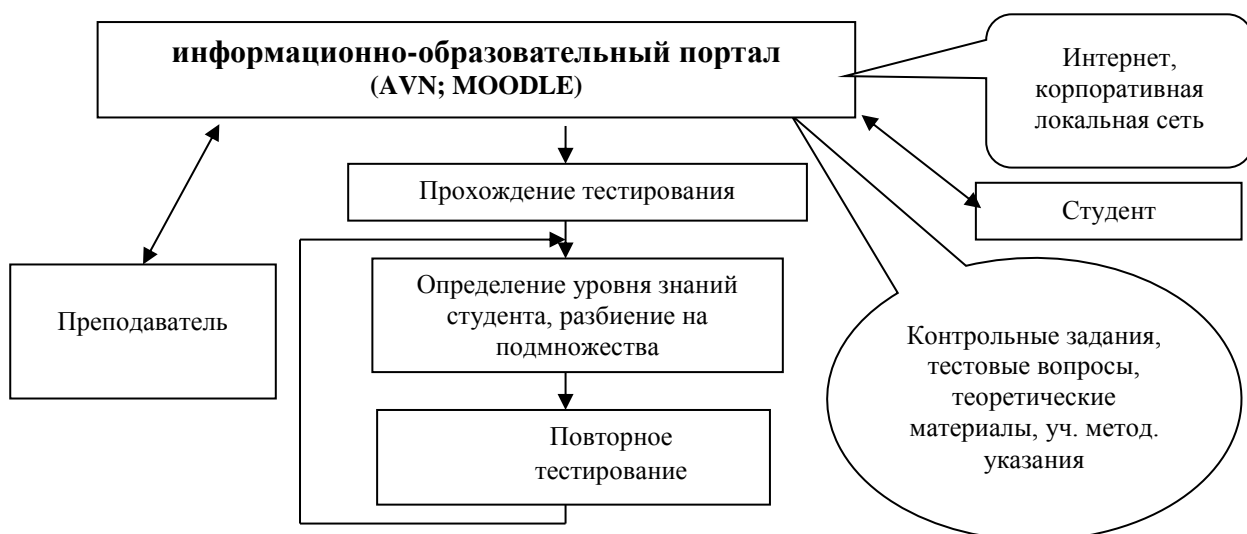 информационно-образовательный портал
(AVN; MOODLE)
Интернет,
корпоративная
локальная сеть
Прохождение тестирования
Студент
Преподаватель
Определение уровня знаний
студента, разбиение на
подмножества
Контрольные задания,
тестовые вопросы,
теоретические
материалы, уч. метод.
указания
Повторное
тестирование